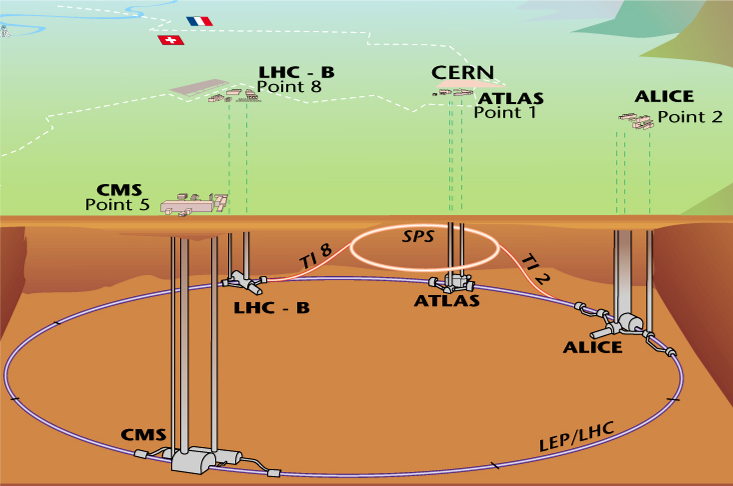 LHC - B
Point 8
CERN
ATLAS
Point 1
ALICE
Point 2
CMS
Point 5
SPS
TI 8
TI 2
LHC - B
ATLAS
ALICE
CMS
LEP/LHC